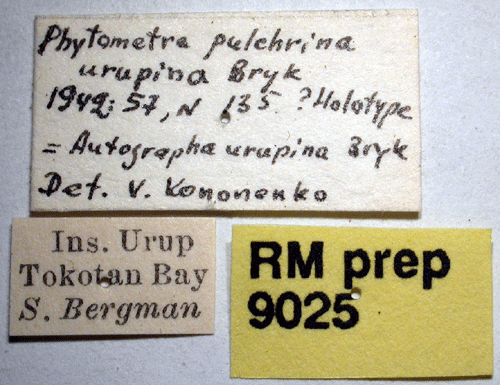 Phytometra pulchrina
urupina Bryk
1942: 57, N 135 ? Holotype
= Autographa urupina Bryk
Det. V. Kononenko
Ins. Urup
Tokotan Bay
S. Bergman
RM prep
9025